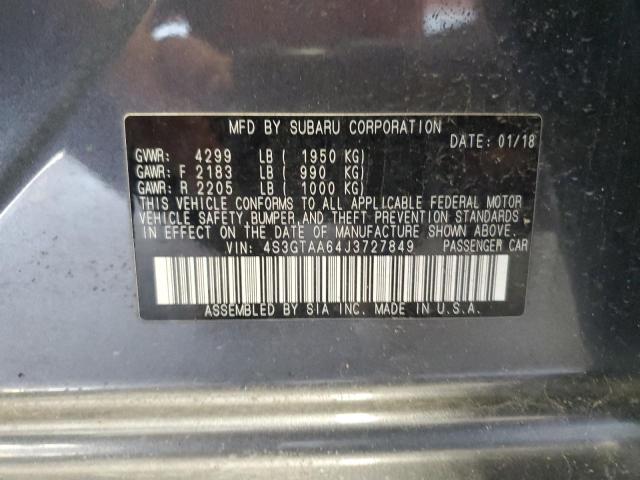 MFD BY SUBARU CORPORATION
DATE: 01/18
GVWR: 4299 LB ( 1950 KG)
GAWR: F 2183 LB ( 990 KG)
GAWR: R 2205 LB ( 1000 KG)
THIS VEHICLE CONFORMS TO ALL APPLICABLE FEDERAL MOTOR
VEHICLE SAFETY, BUMPER, AND THEFT PREVENTION STANDARDS
IN EFFECT ON THE DATE OF MANUFACTURE SHOWN ABOVE.
VIN: 4S3GTAA64J3727849 PASSENGER CAR
ASSEMBLED BY SIA INC. MADE IN U.S.A.